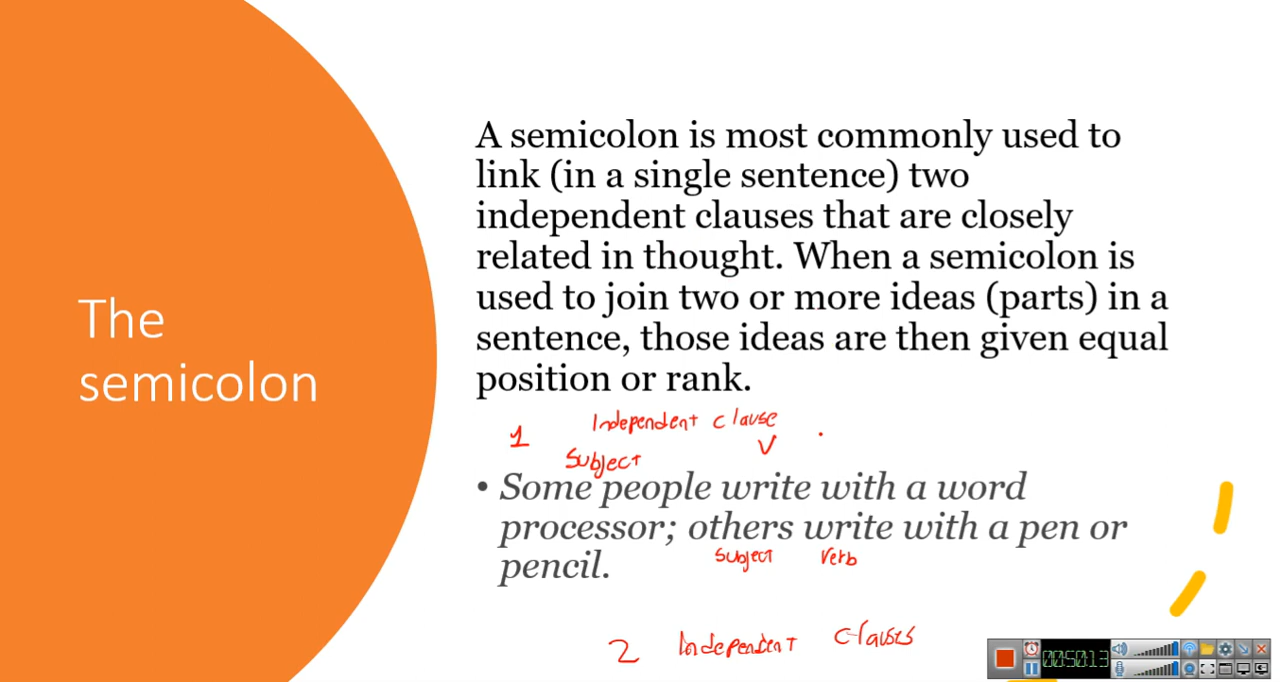 The
semicolon
A semicolon is most commonly used to
link (in a single sentence) two
independent clauses that are closely
related in thought. When a semicolon is
used to join two or more ideas (parts) in a
sentence, those ideas are then given equal
position or rank.
1 Independent clause
Subject V
• Some people write with a word
processor; others write with a pen or
Subject Verb
pencil.
2 Independent clauses
00:50:13